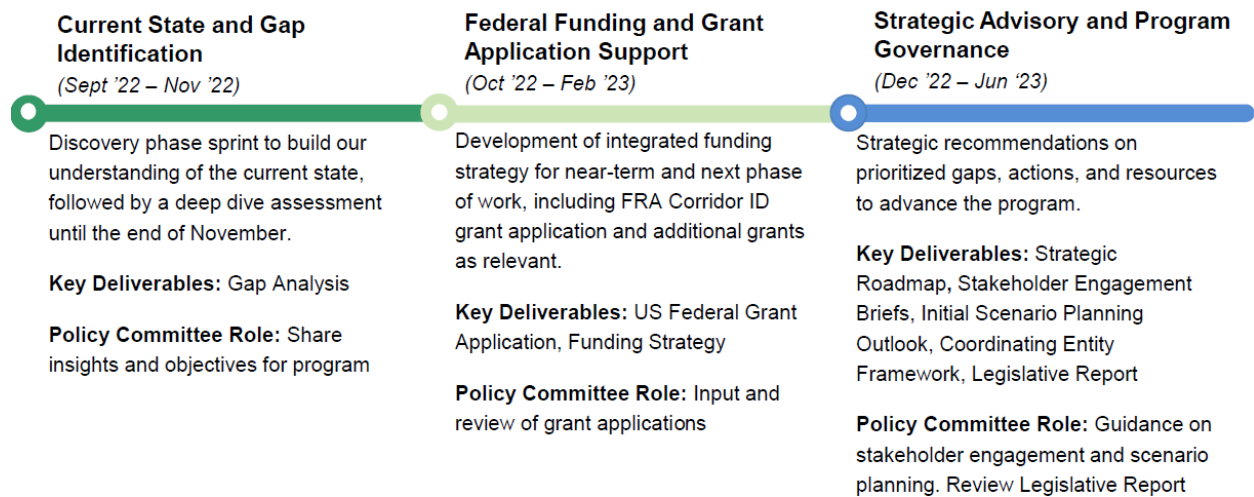 Current State and Gap
Identification
(Sept ’22 – Nov ’22)
Discovery phase sprint to build our
understanding of the current state,
followed by a deep dive assessment
until the end of November.
Key Deliverables: Gap Analysis
Policy Committee Role: Share
insights and objectives for program
Federal Funding and Grant
Application Support
(Oct ’22 – Feb ’23)
Development of integrated funding
strategy for near-term and next phase
of work, including FRA Corridor ID
grant application and additional grants
as relevant.
Key Deliverables: US Federal Grant
Application, Funding Strategy
Policy Committee Role: Input and
review of grant applications
Strategic Advisory and Program
Governance
(Dec ’22 – Jun ‘23)
Strategic recommendations on
prioritized gaps, actions, and resources
to advance the program.
Key Deliverables: Strategic
Roadmap, Stakeholder Engagement
Briefs, Initial Scenario Planning
Outlook, Coordinating Entity
Framework, Legislative Report
Policy Committee Role: Guidance on
stakeholder engagement and scenario
planning. Review Legislative Report